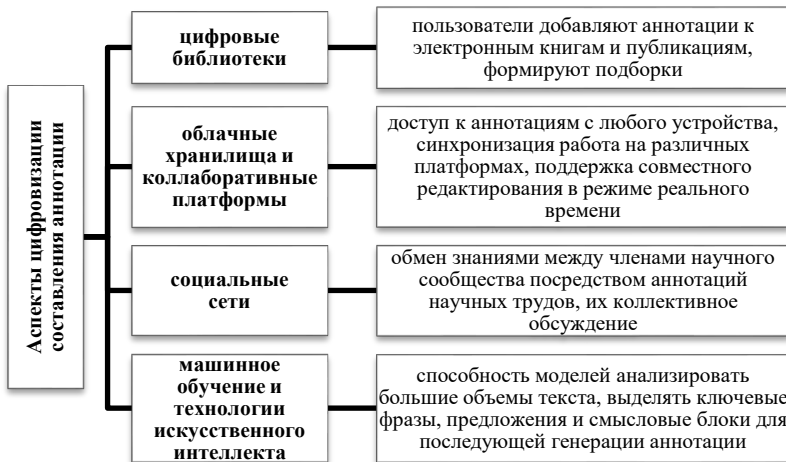 Аспекты цифровизации
составления аннотации
цифровые
библиотеки
пользователи добавляют аннотации к
электронным книгам и публикациям,
формируют подборки
облачные
хранилища и
коллаборативные
платформы
доступ к аннотациям с любого устройства,
синхронизация работа на различных
платформах, поддержка совместного
редактирования в режиме реального
времени
социальные
сети
обмен знаниями между членами научного
сообщества посредством аннотаций
научных трудов, их коллективное
обсуждение
машинное
обучение и
технологии
искусственного
интеллекта
способность моделей анализировать
большие объемы текста, выделять ключевые
фразы, предложения и смысловые блоки для
последующей генерации аннотации